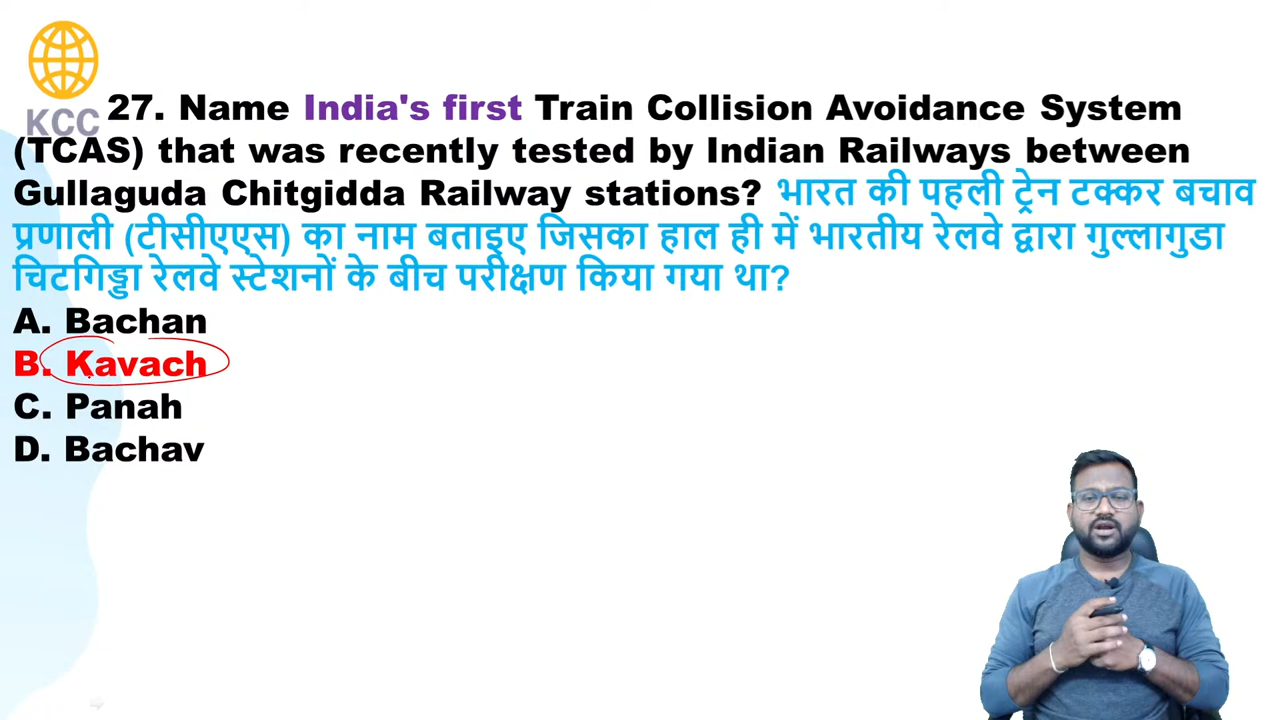 KCC
27. Name India's first Train Collision Avoidance System
(TCAS) that was recently tested by Indian Railways between
Gullaguda Chitgidda Railway stations? भारत की पहली ट्रेन टक्कर बचाव
प्रणाली (टीसीएएस) का नाम बताइए जिसका हाल ही में भारतीय रेलवे द्वारा गुल्लागुडा
चिटगिड्डा रेलवे स्टेशनों के बीच परीक्षण किया गया था?
A. Bachan
B. Kavach
C. Panah
D. Bachav